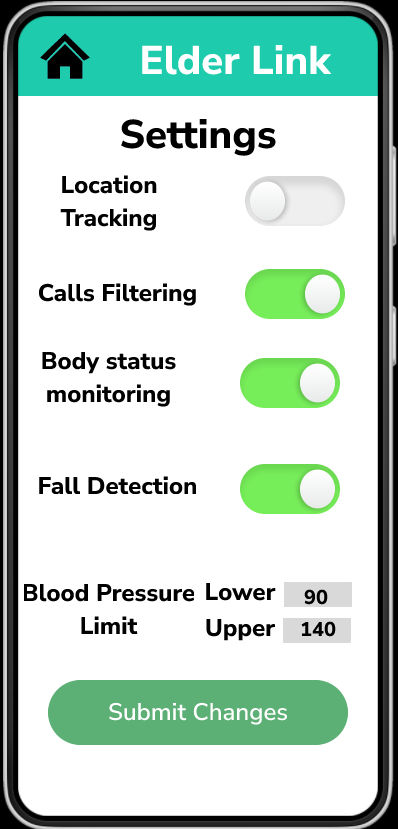 Elder Link
Settings
Location
Tracking
Calls Filtering
Body status
monitoring
Fall Detection
Blood Pressure
Limit
Lower 90
Upper 140
Submit Changes